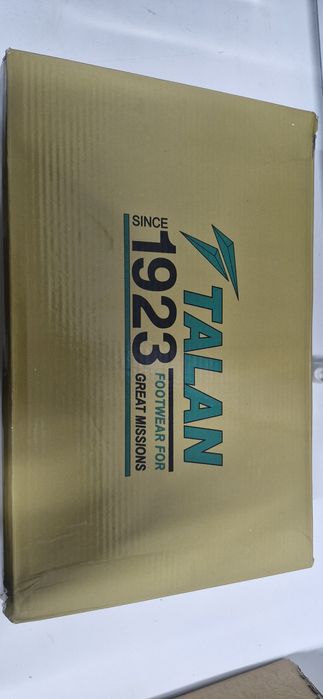 TALAN
SINCE
1923
FOOTWEAR FOR
GREAT MISSIONS